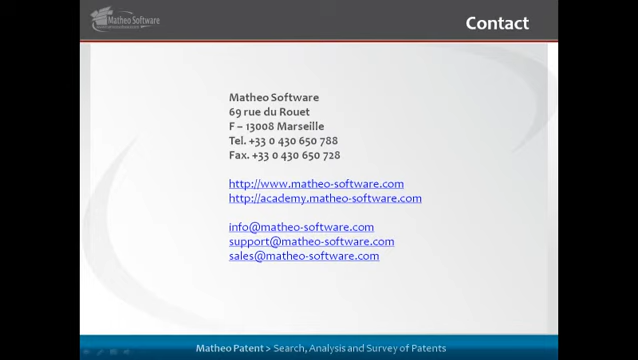 Matheo Software
Contact
Matheo Software
69 rue du Rouet
F – 13008 Marseille
Tel. +33 0 430 650 788
Fax. +33 0 430 650 728
http://www.matheo-software.com
http://academy.matheo-software.com
info@matheo-software.com
support@matheo-software.com
sales@matheo-software.com
Matheo Patent > Search, Analysis and Survey of Patents